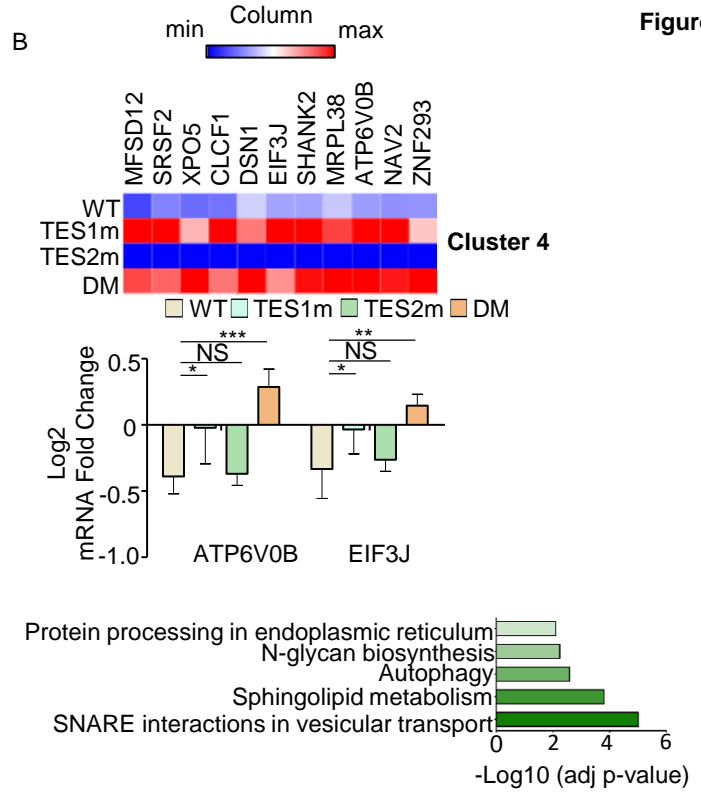 Figure
B
Column
min
max
MFSD12
SRSF2
XPO5
CLCF1
DSN1
EIF3J
SHANK2
MRPL38
ATP6V0B
NAV2
ZNF293
WT
TES1m
TES2m
DM
Cluster 4
WT TES1m TES2m DM
*** **
NS NS
* *
0.5
0
-0.5
-1.0
Log2
mRNA Fold Change
ATP6V0B EIF3J
Protein processing in endoplasmic reticulum
N-glycan biosynthesis
Autophagy
Sphingolipid metabolism
SNARE interactions in vesicular transport
0 2 4 6
-Log10 (adj p-value)